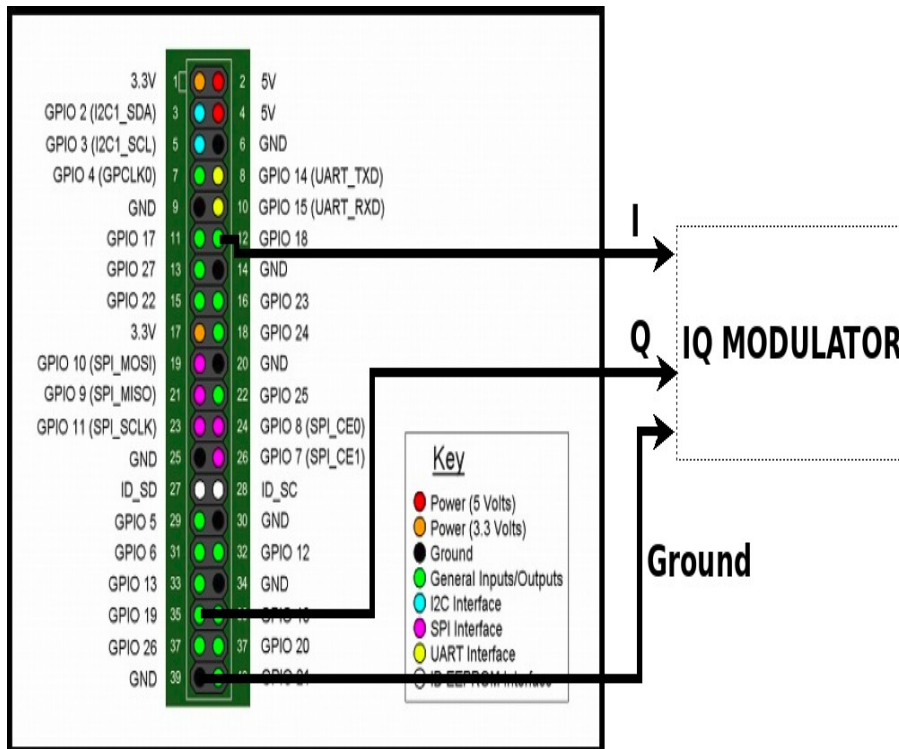 3.3V 1 2 5V
GPIO 2 (I2C1_SDA) 3 4 5V
GPIO 3 (I2C1_SCL) 5 6 GND
GPIO 4 (GPCLK0) 7 8 GPIO 14 (UART_TXD)
GND 9 10 GPIO 15 (UART_RXD)
GPIO 17 11 12 GPIO 18
GPIO 27 13 14 GND
GPIO 22 15 16 GPIO 23
3.3V 17 18 GPIO 24
GPIO 10 (SPI_MOSI) 19 20 GND
GPIO 9 (SPI_MISO) 21 22 GPIO 25
GPIO 11 (SPI_SCLK) 23 24 GPIO 8 (SPI_CE0)
GND 25 26 GPIO 7 (SPI_CE1)
ID_SD 27 28 ID_SC
GPIO 5 29 30 GND
GPIO 6 31 32 GPIO 12
GPIO 13 33 34 GND
GPIO 19 35
GPIO 26 37 37 GPIO 20
GND 39
Key
Power (5 Volts)
Power (3.3 Volts)
Ground
General Inputs/Outputs
I2C Interface
SPI Interface
UART Interface
ID EEPROM Interface
I
Q
IQ MODULATOR
Ground